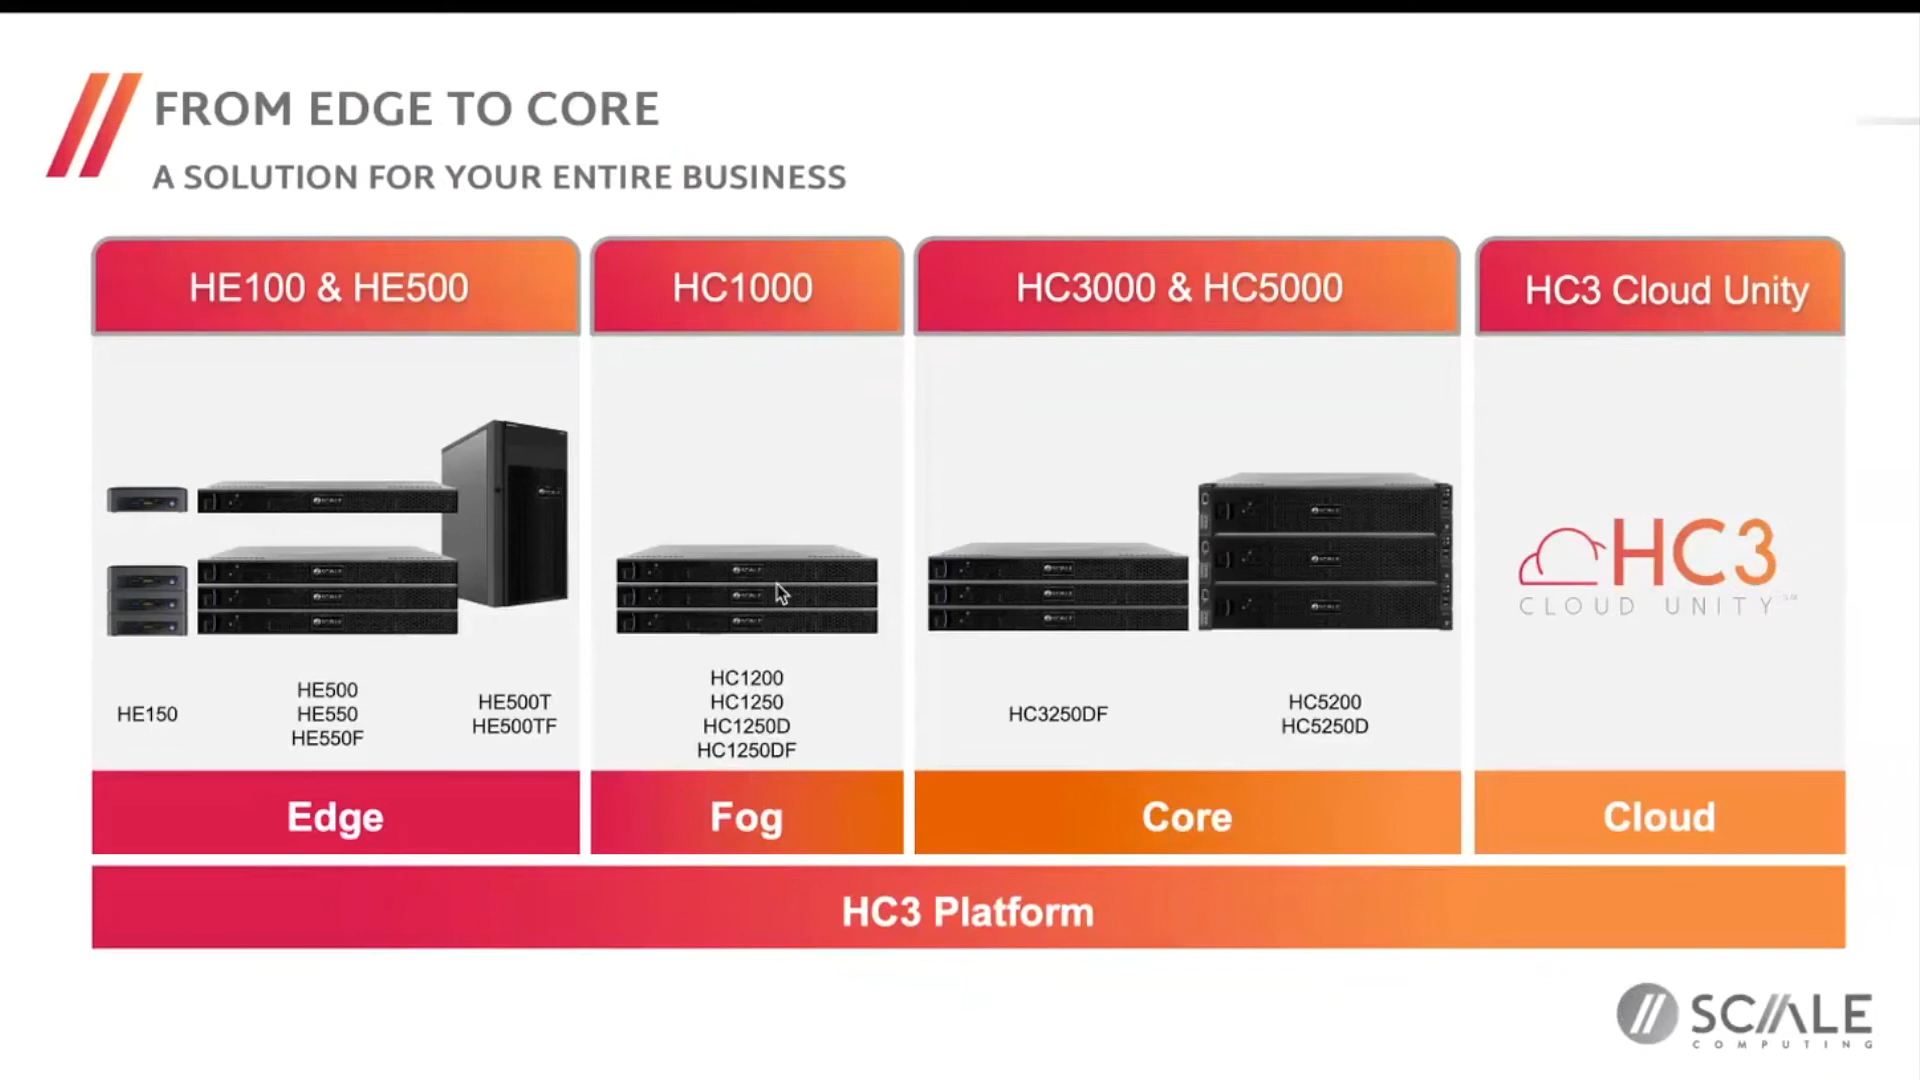 FROM EDGE TO CORE
A SOLUTION FOR YOUR ENTIRE BUSINESS
HE100 & HE500
HC1000
HC3000 & HC5000
HC3 Cloud Unity
HE150
HE500
HE550
HE550F
HE500T
HE500TF
HC1200
HC1250
HC1250D
HC1250DF
HC3250DF
HC5200
HC5250D
HC3
CLOUD UNITY
Edge
Fog
Core
Cloud
HC3 Platform
SCALE
COMPUTING